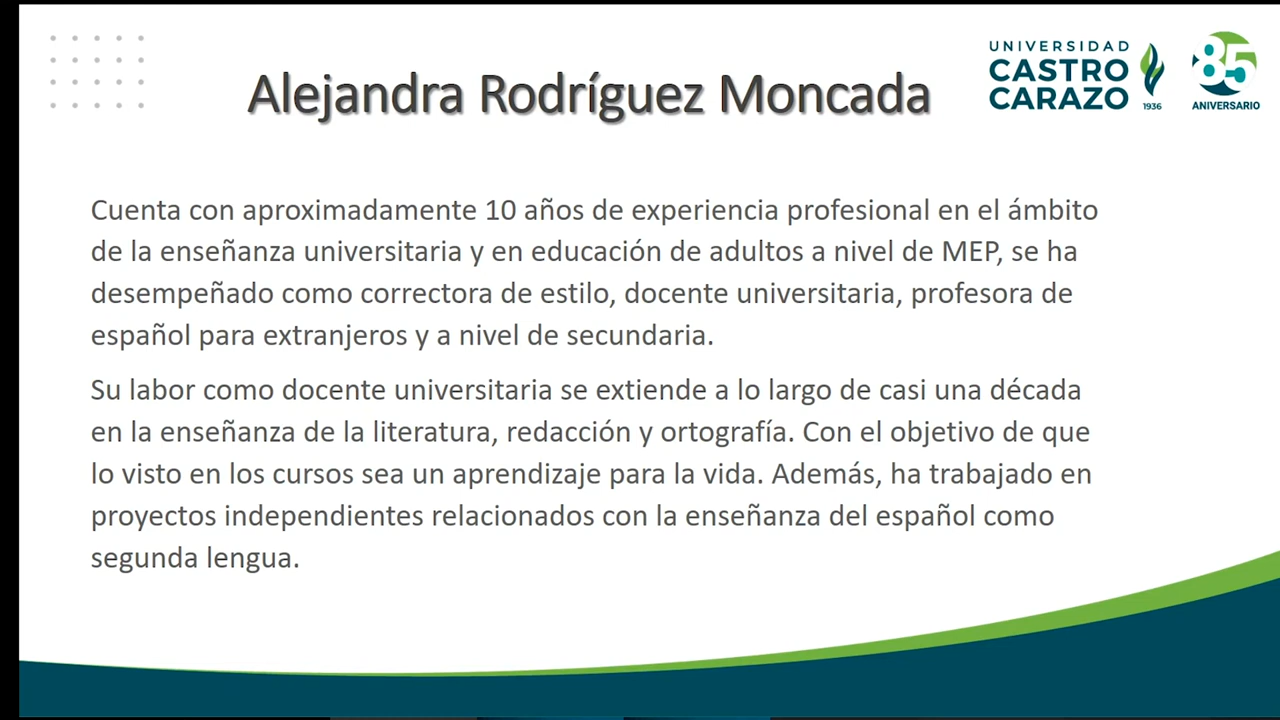 Alejandra Rodríguez Moncada
UNIVERSIDAD
CASTRO
CARAZO
1936
85
ANIVERSARIO
Cuenta con aproximadamente 10 años de experiencia profesional en el ámbito
de la enseñanza universitaria y en educación de adultos a nivel de MEP, se ha
desempeñado como correctora de estilo, docente universitaria, profesora de
español para extranjeros y a nivel de secundaria.
Su labor como docente universitaria se extiende a lo largo de casi una década
en la enseñanza de la literatura, redacción y ortografía. Con el objetivo de que
lo visto en los cursos sea un aprendizaje para la vida. Además, ha trabajado en
proyectos independientes relacionados con la enseñanza del español como
segunda lengua.